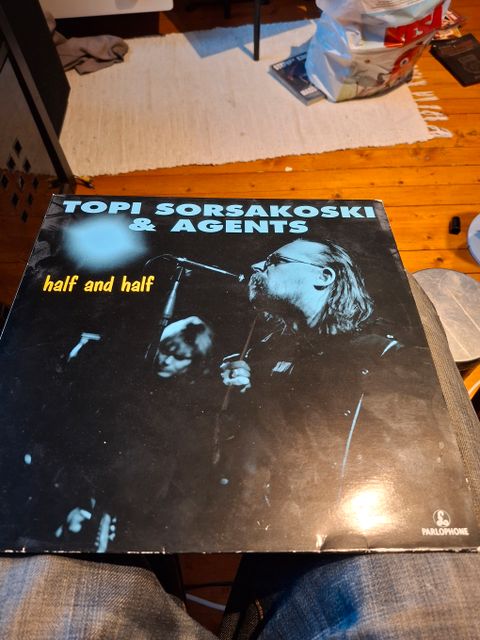 TOPI SORSAKOSKI
& AGENTS
half and half
PARLOPHONE